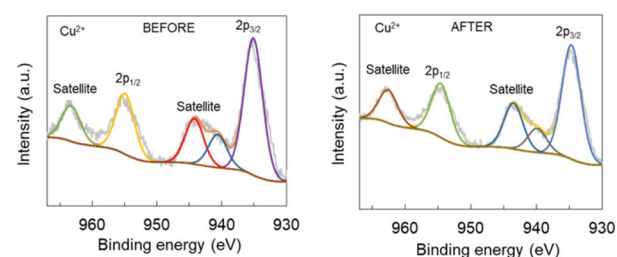 Cu²⁺ BEFORE 2p₃/₂
Satellite 2p₁/₂ Satellite
Intensity (a.u.)
960 950 940 930
Binding energy (eV)
Cu²⁺ AFTER 2p₃/₂
Satellite 2p₁/₂ Satellite
Intensity (a.u.)
960 950 940 930
Binding energy (eV)